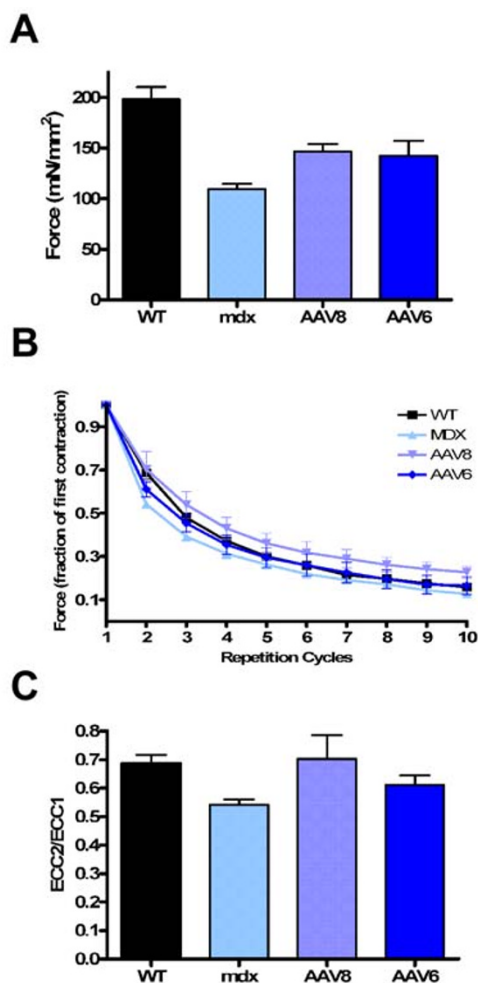 A
Force (mN/mm²)
200
150
100
50
0
WT mdx AAV8 AAV6
B
Force (fraction of first contraction)
0.9
0.7
0.5
0.3
0.1
WT
MDX
AAV8
AAV6
1 2 3 4 5 6 7 8 9 10
Repetition Cycles
C
ECC2/ECC1
0.8
0.7
0.6
0.5
0.4
0.3
0.2
0.1
0.0
WT mdx AAV8 AAV6